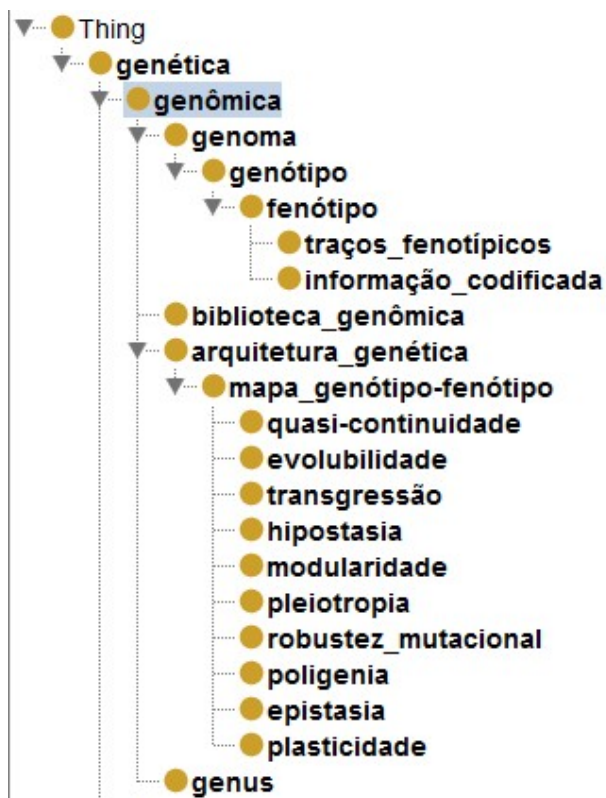 Thing
genética
genômica
genoma
genótipo
fenótipo
traços_fenotípicos
informação_codificada
biblioteca_genômica
arquitetura_genética
mapa_genótipo-fenótipo
quasi-continuidade
evolubilidade
transgressão
hipostasia
modularidade
pleiotropia
robustez_mutacional
poligenia
epistasia
plasticidade
genus